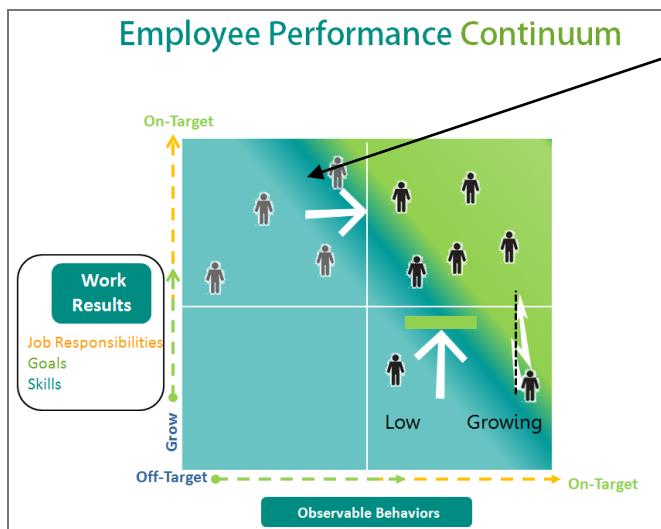 Employee Performance Continuum
On-Target
Work
Results
Job Responsibilities
Goals
Skills
Grow
Low
Growing
Off-Target
On-Target
Observable Behaviors